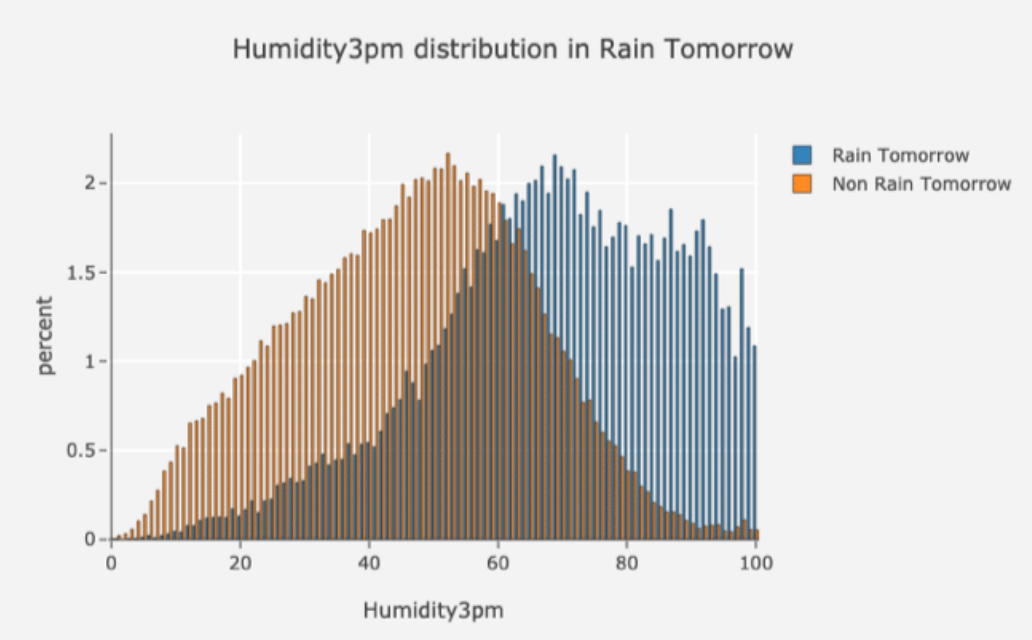 Humidity3pm distribution in Rain Tomorrow
Rain Tomorrow
Non Rain Tomorrow
percent
2
1.5
1
0.5
0
0 20 40 60 80 100
Humidity3pm